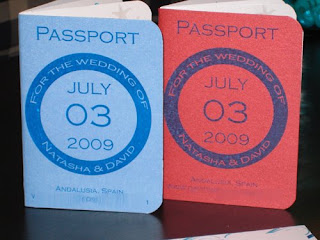 PASSPORT
FOR THE WEDDING OF
JULY
03
2009
NATASHA & DAVID
ANDALUSIA, SPAIN
PASSPORT
FOR THE WEDDING OF
JULY
03
2009
NATASHA & DAVID
ANDALUSIA, SPAIN